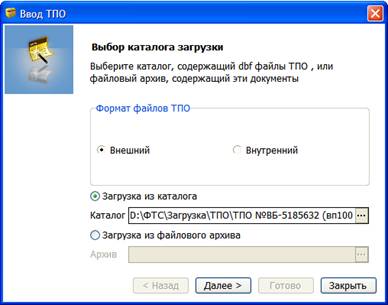 Ввод ТПО
Выбор каталога загрузки
Выберите каталог, содержащий dbf файлы ТПО , или
файловый архив, содержащий эти документы
Формат файлов ТПО
Внешний
Внутренний
Загрузка из каталога
Каталог D:\ФТС\Загрузка\ТПО\ТПО №ВБ-5185632 (вп100 ...
Загрузка из файлового архива
Архив ...
< Назад Далее > Готово Закрыть